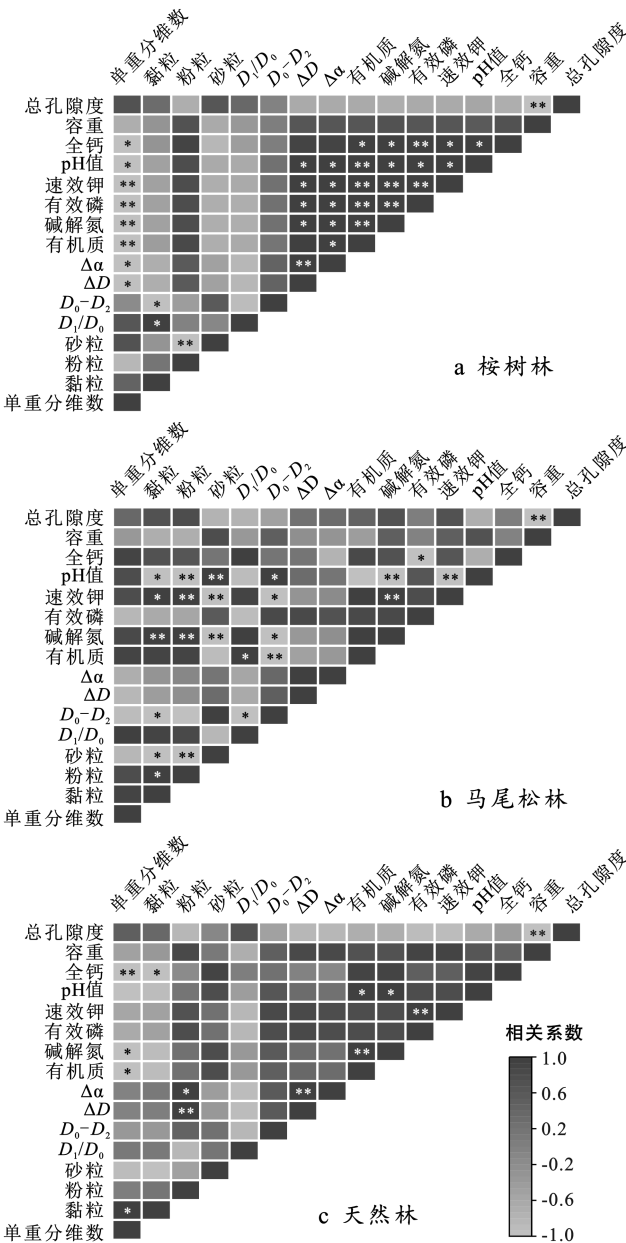 单重分维数 黏粒 粉粒 砂粒 D₁/D₀ D₀−D₂ ΔD Δα 有机质 碱解氮 有效磷 速效钾 pH值 全钙 容重 总孔隙度
总孔隙度 **
容重
全钙 * * * ** * *
pH值 * * * ** * * *
速效钾 ** * * ** ** **
有效磷 ** * * ** **
碱解氮 ** * * **
有机质 ** *
Δα * **
ΔD *
D₀−D₂ *
D₁/D₀ *
砂粒 **
粉粒
黏粒
单重分维数
a 桉树林
单重分维数 黏粒 粉粒 砂粒 D₁/D₀ D₀−D₂ ΔD Δα 有机质 碱解氮 有效磷 速效钾 pH值 全钙 容重 总孔隙度
总孔隙度 **
容重
全钙 *
pH值 * ** ** * ** **
速效钾 * ** ** * **
有效磷
碱解氮 ** ** ** *
有机质 * **
Δα
ΔD
D₀−D₂ * *
D₁/D₀
砂粒 * **
粉粒 *
黏粒
单重分维数
b 马尾松林
单重分维数 黏粒 粉粒 砂粒 D₁/D₀ D₀−D₂ ΔD Δα 有机质 碱解氮 有效磷 速效钾 pH值 全钙 容重 总孔隙度
总孔隙度 **
容重
全钙 ** *
pH值 * *
速效钾 **
有效磷
碱解氮 * **
有机质 *
Δα * **
ΔD **
D₀−D₂
D₁/D₀
砂粒
粉粒
黏粒 *
单重分维数
c 天然林
相关系数
1.0
0.6
0.2
-0.2
-0.6
-1.0